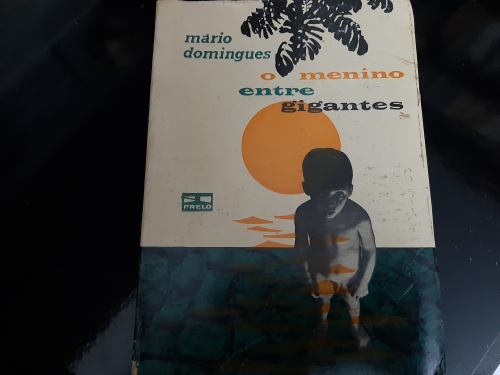 mário
domingues
o menino
entre
gigantes
PRELO